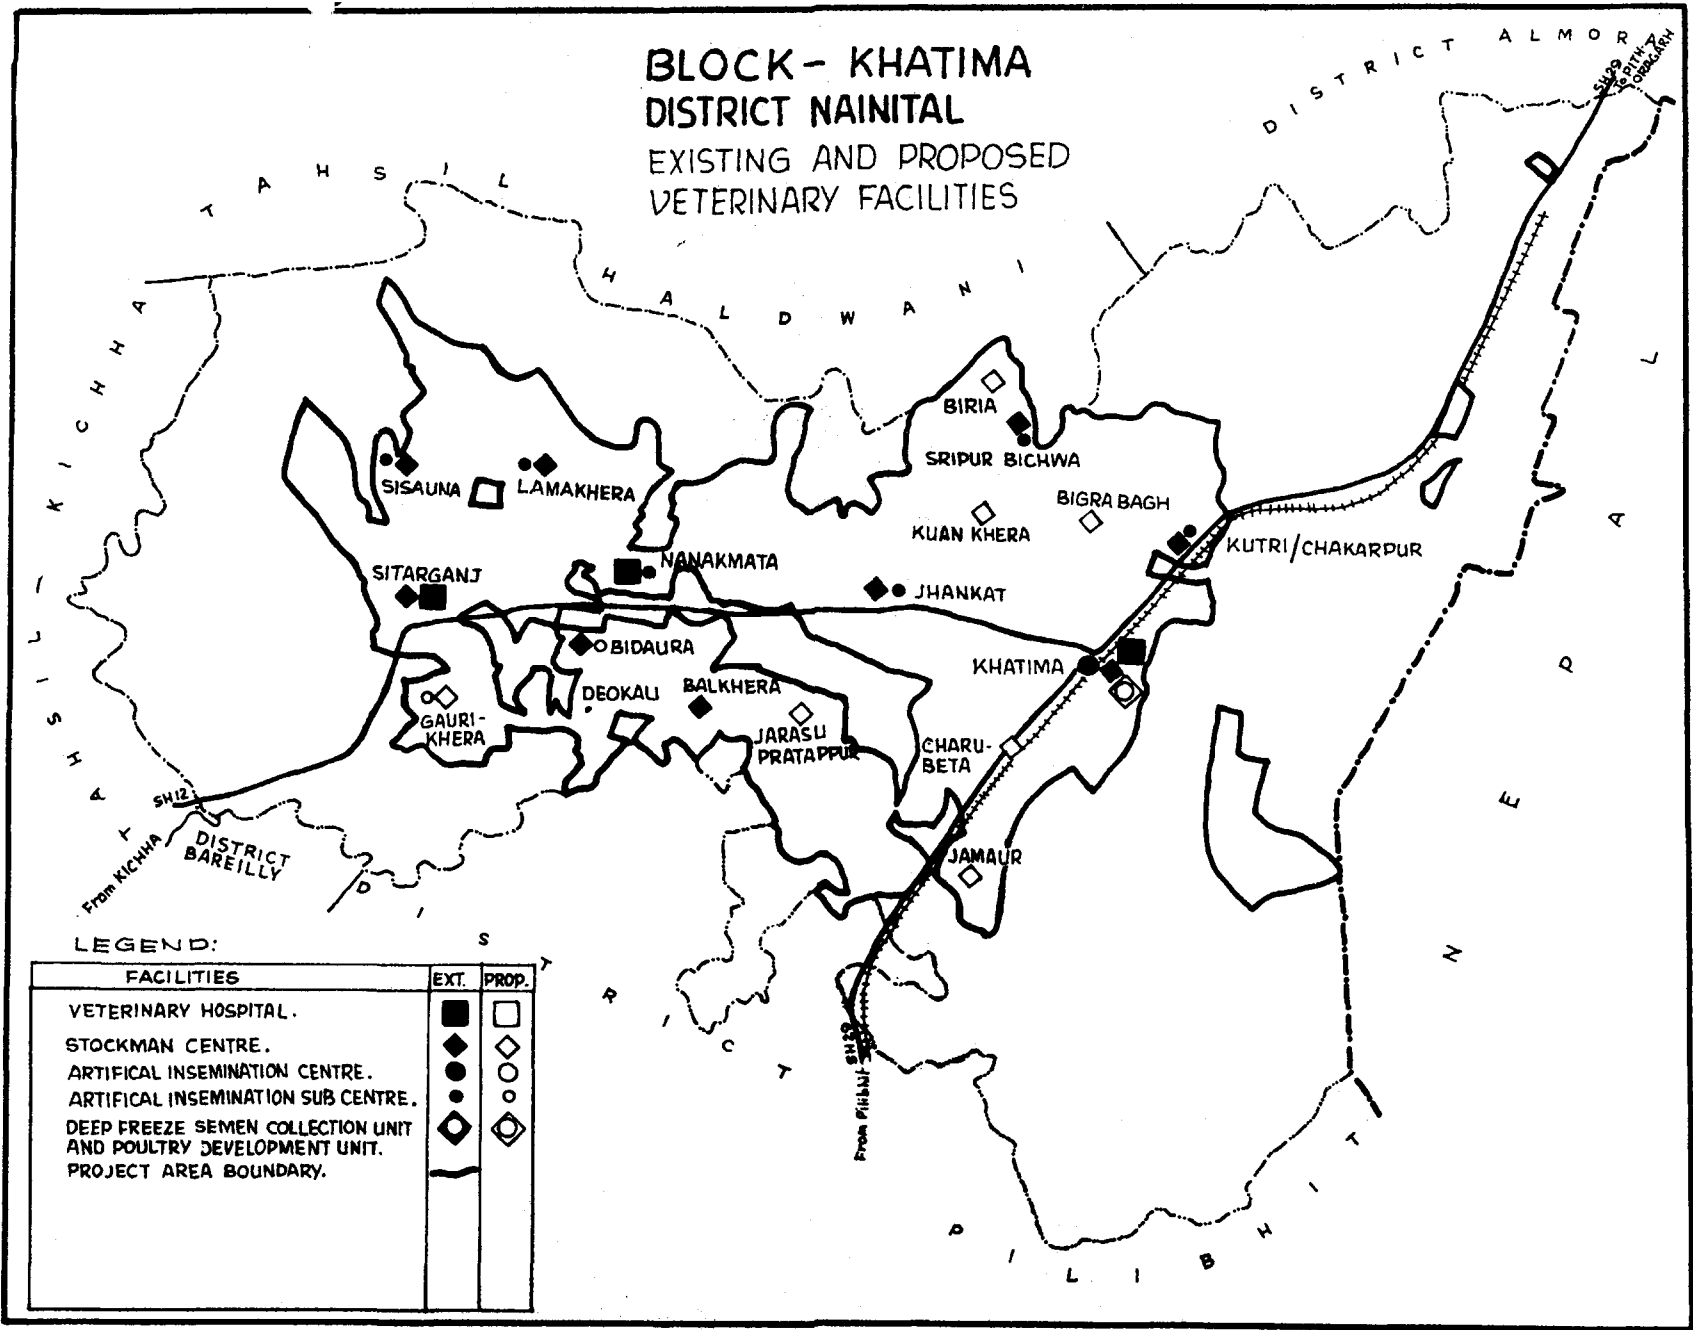 BLOCK - KHATIMA
DISTRICT NAINITAL
EXISTING AND PROPOSED
VETERINARY FACILITIES
DISTRICT ALMORA
SH29
To PITH-
ORAGARH
TAHSIL HALDWANI
TAHSIL - KICHHA
NEPAL
BIRIA
SRIPUR BICHWA
SISAUNA
LAMAKHERA
BIGRA BAGH
KUAN KHERA
KUTRI/CHAKARPUR
NANAKMATA
SITARGANJ
JHANKAT
BIDAURA
KHATIMA
DEOKALI
BALKHERA
GAURI-
KHERA
JARASU
PRATAPPUR
CHARU-
BETA
SH12
From KICHHA
DISTRICT
BAREILLY
JAMAUR
DISTRICT PILIBHIT
SH29
From Pilibhit
LEGEND:
FACILITIES EXT. PROP.
VETERINARY HOSPITAL.
STOCKMAN CENTRE.
ARTIFICAL INSEMINATION CENTRE.
ARTIFICAL INSEMINATION SUB CENTRE.
DEEP FREEZE SEMEN COLLECTION UNIT
AND POULTRY DEVELOPMENT UNIT.
PROJECT AREA BOUNDARY.